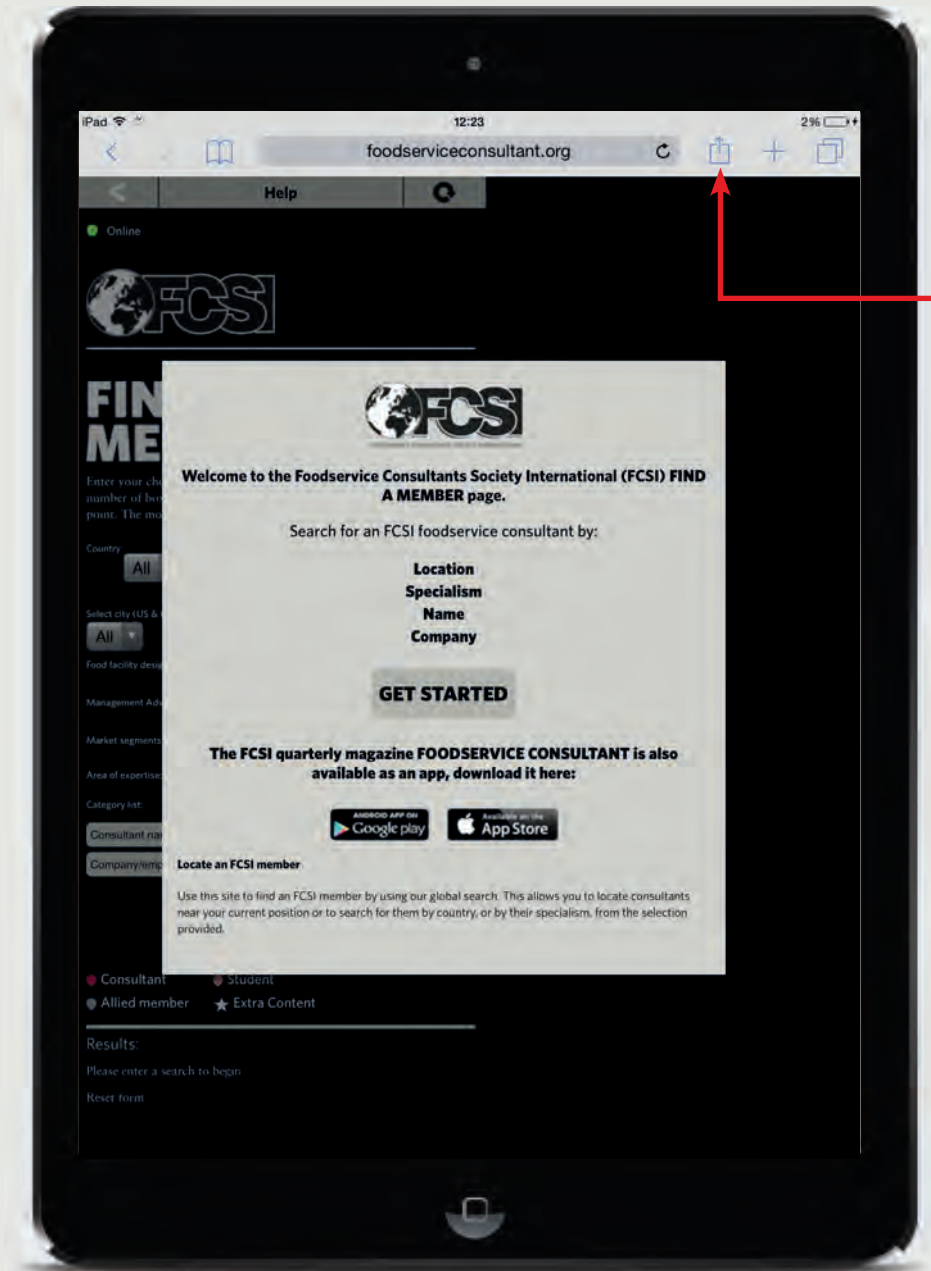 iPad
12:23
2%
foodserviceconsultant.org
Help
Online
FCSI
FIN
ME
Enter your cho
number of box
point. The mo
Country
All
Select city (US &
All
Food facility desig
Management Adv
Market segments
Area of expertise:
Category list:
Consultant nam
Company/emp
FCSI
Welcome to the Foodservice Consultants Society International (FCSI) FIND
A MEMBER page.
Search for an FCSI foodservice consultant by:
Location
Specialism
Name
Company
GET STARTED
The FCSI quarterly magazine FOODSERVICE CONSULTANT is also
available as an app, download it here:
ANDROID APP ON
Google play
Available on the
App Store
Locate an FCSI member
Use this site to find an FCSI member by using our global search. This allows you to locate consultants
near your current position or to search for them by country, or by their specialism, from the selection
provided.
Consultant
Student
Allied member
Extra Content
Results:
Please enter a search to begin
Reset form